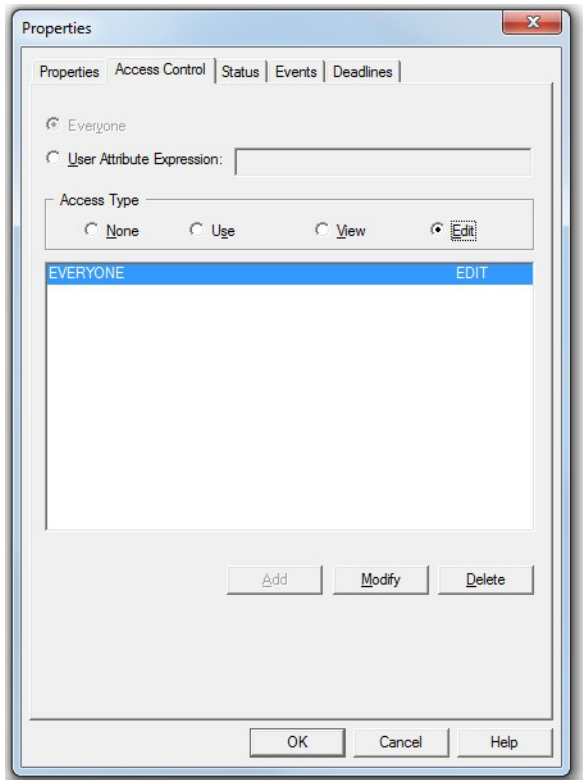 Properties
Properties Access Control Status Events Deadlines
Everyone
User Attribute Expression:
Access Type
None Use View Edit
EVERYONE EDIT
Add Modify Delete
OK Cancel Help